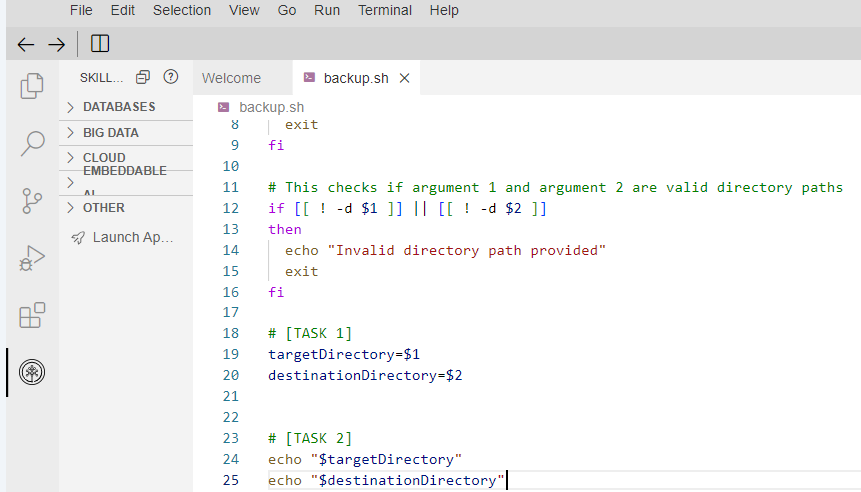 File Edit Selection View Go Run Terminal Help
SKILL... Welcome backup.sh
DATABASES
BIG DATA
CLOUD
EMBEDDABLE
AI
OTHER
Launch Ap...
backup.sh
8 exit
9 fi
10
11 # This checks if argument 1 and argument 2 are valid directory paths
12 if [[ ! -d $1 ]] || [[ ! -d $2 ]]
13 then
14 echo "Invalid directory path provided"
15 exit
16 fi
17
18 # [TASK 1]
19 targetDirectory=$1
20 destinationDirectory=$2
21
22
23 # [TASK 2]
24 echo "$targetDirectory"
25 echo "$destinationDirectory"